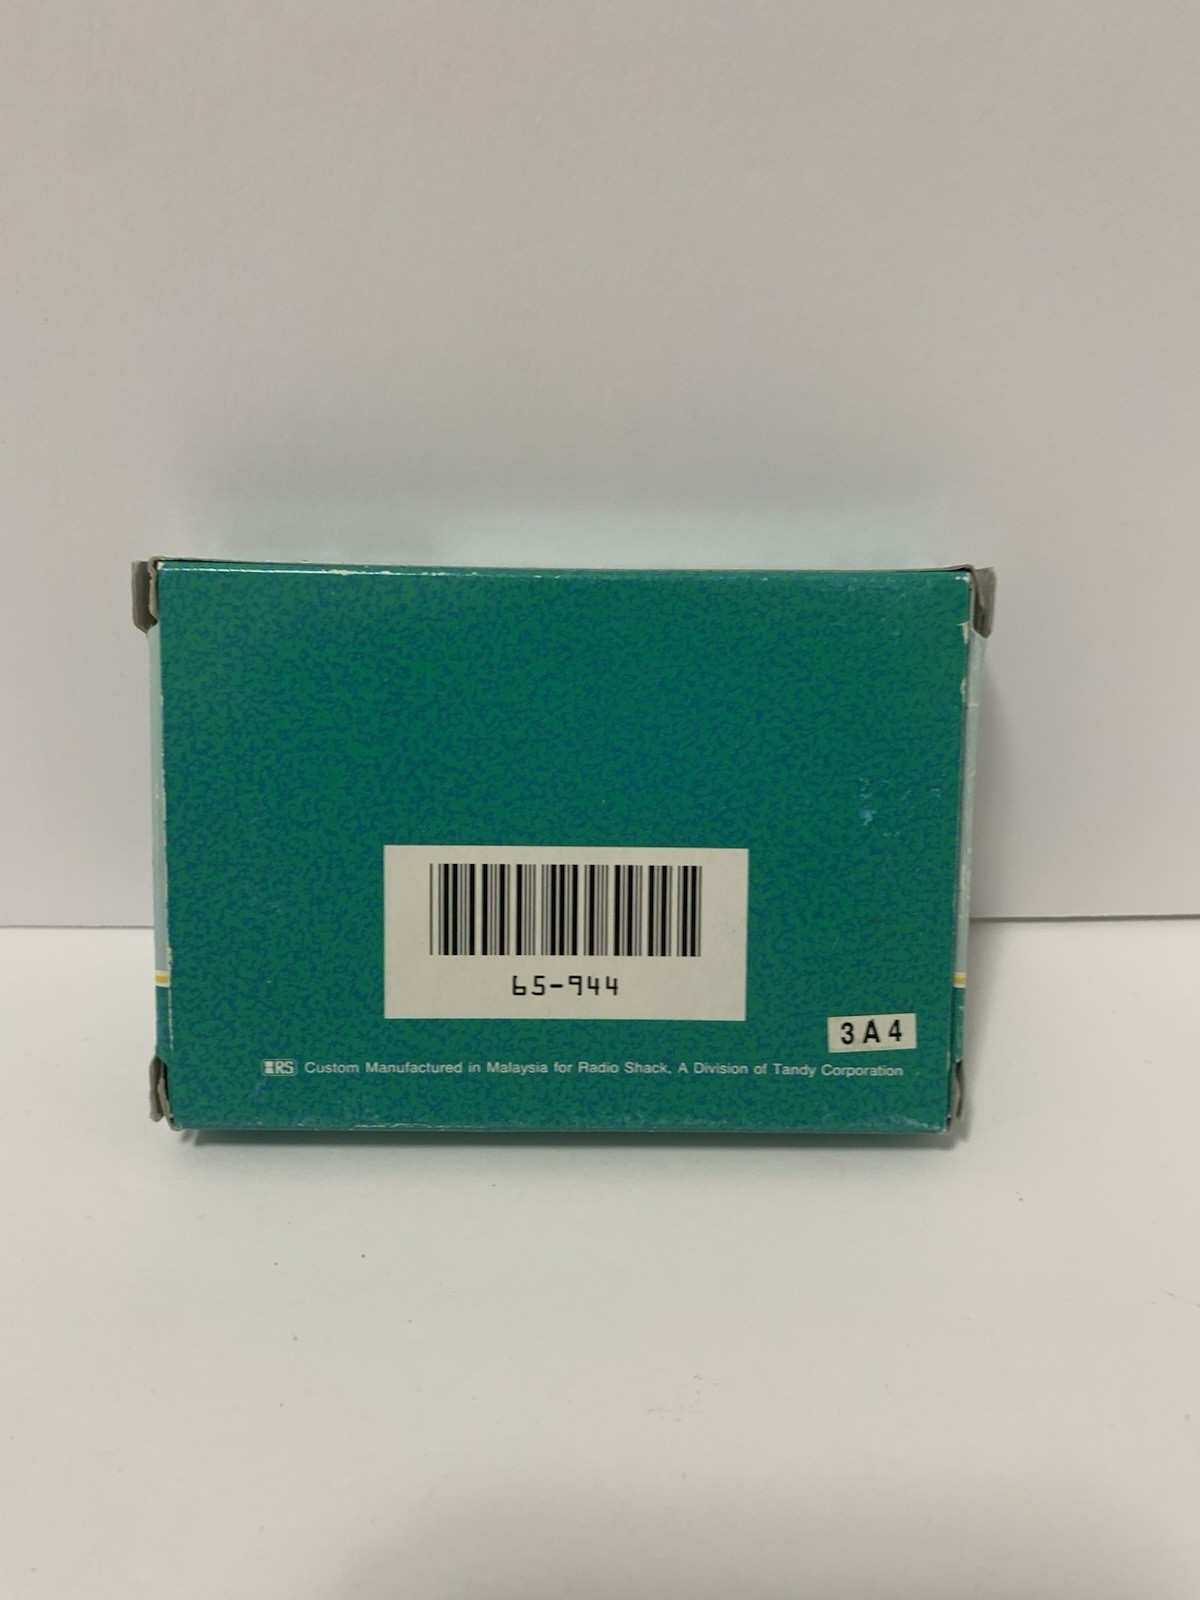 65-944
3A4
RS Custom Manufactured in Malaysia for Radio Shack, A Division of Tandy Corporation